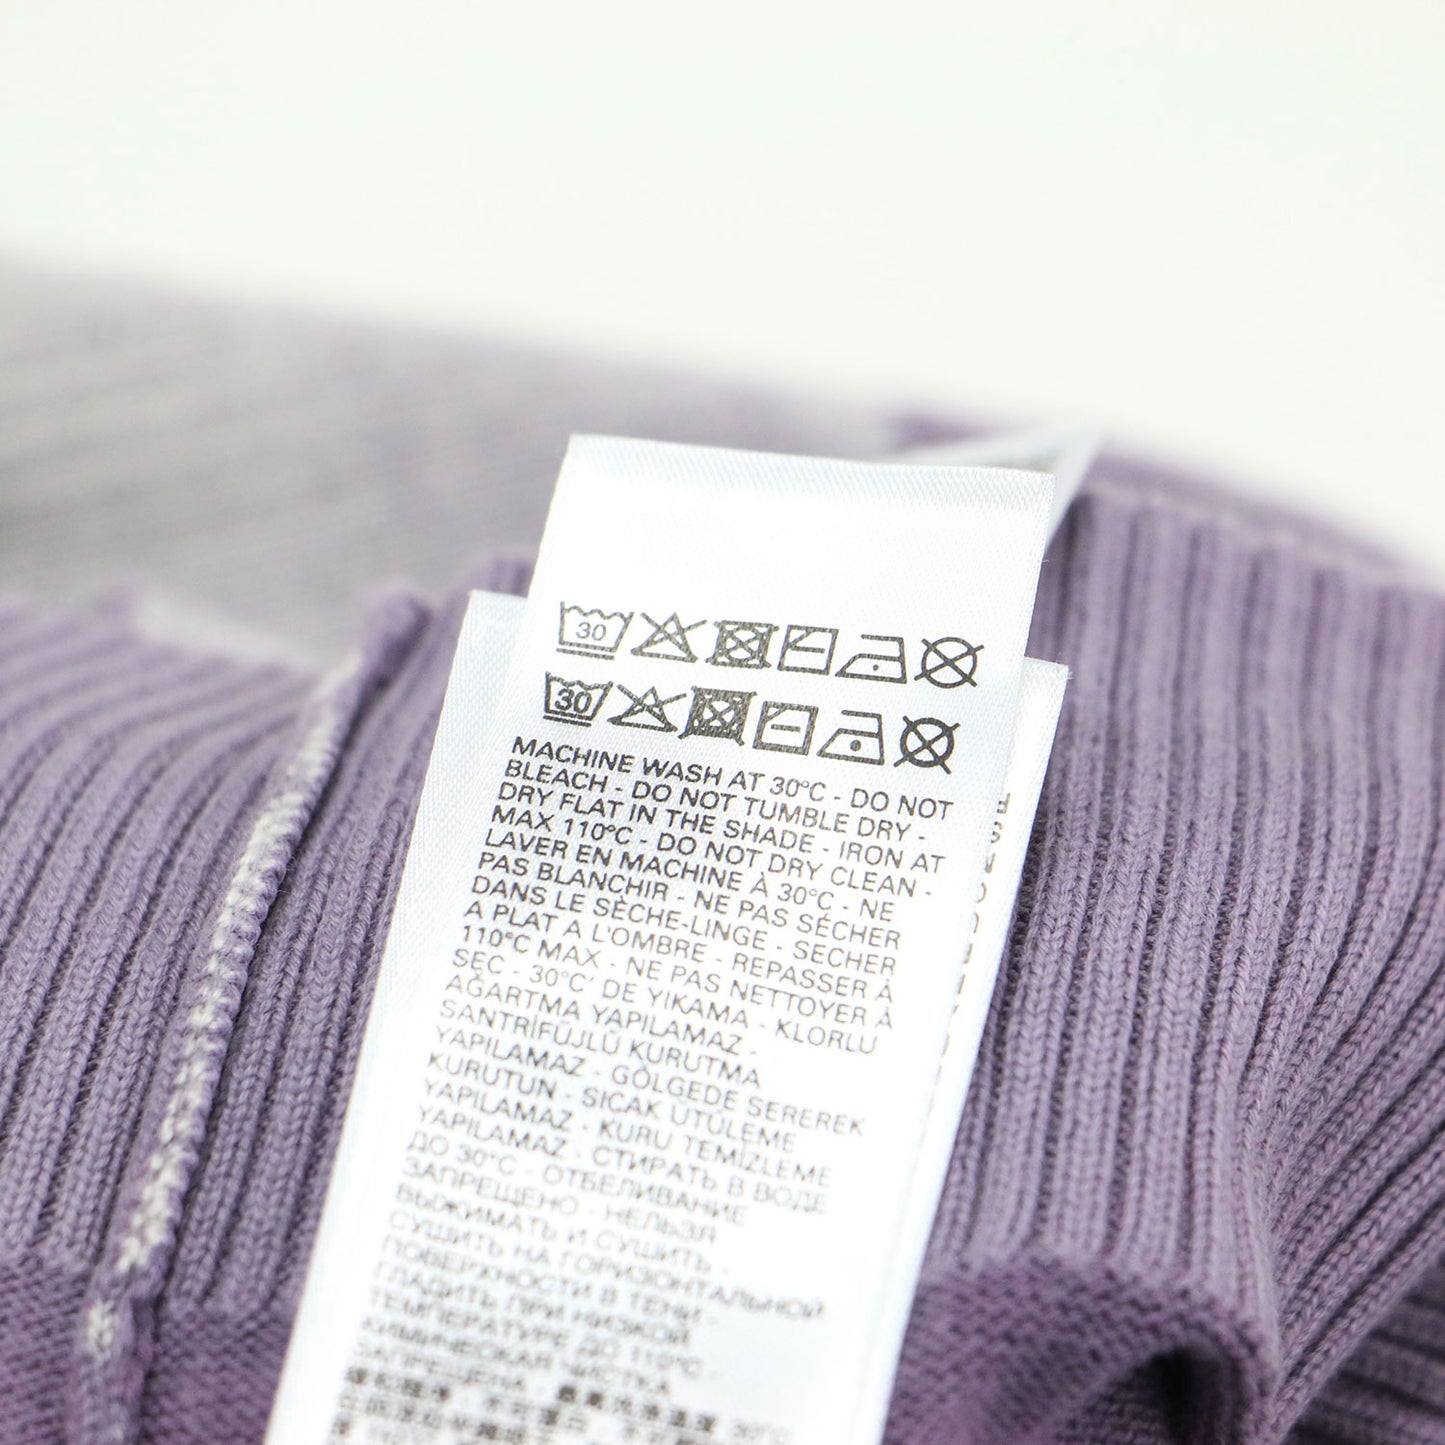 30
30
MACHINE WASH AT 30°C - DO NOT
BLEACH - DO NOT TUMBLE DRY -
DRY FLAT IN THE SHADE - IRON AT
MAX 110°C - DO NOT DRY CLEAN -
LAVER EN MACHINE À 30°C - NE
PAS BLANCHIR - NE PAS SÉCHER
DANS LE SÈCHE-LINGE - SECHER
A PLAT A L'OMBRE - REPASSER À
110°C MAX - NE PAS NETTOYER À
SEC - 30°C' DE YIKAMA - KLORLU
AĞARTMA YAPILAMAZ -
SANTRİFÜJLÜ KURUTMA
YAPILAMAZ - GÖLGEDE SEREREK
KURUTUN - SICAK ÜTÜLEME
YAPILAMAZ - KURU TEMİZLEME
YAPILAMAZ - СТИРАТЬ В ВОДЕ
ДО 30°C - ОТБЕЛИВАНИЕ
ЗАПРЕЩЕНО - НЕЛЬЗЯ
ВЫЖИМАТЬ И СУШИТЬ -
СУШИТЬ НА ГОРИЗОНТАЛЬНОЙ
ПОВЕРХНОСТИ В ТЕНИ -
ГЛАДИТЬ ПРИ НИЗКОЙ
ТЕМПЕРАТУРЕ ДО 110°C -
ХИМИЧЕСКАЯ ЧИСТКА
ЗАПРЕЩЕНА -